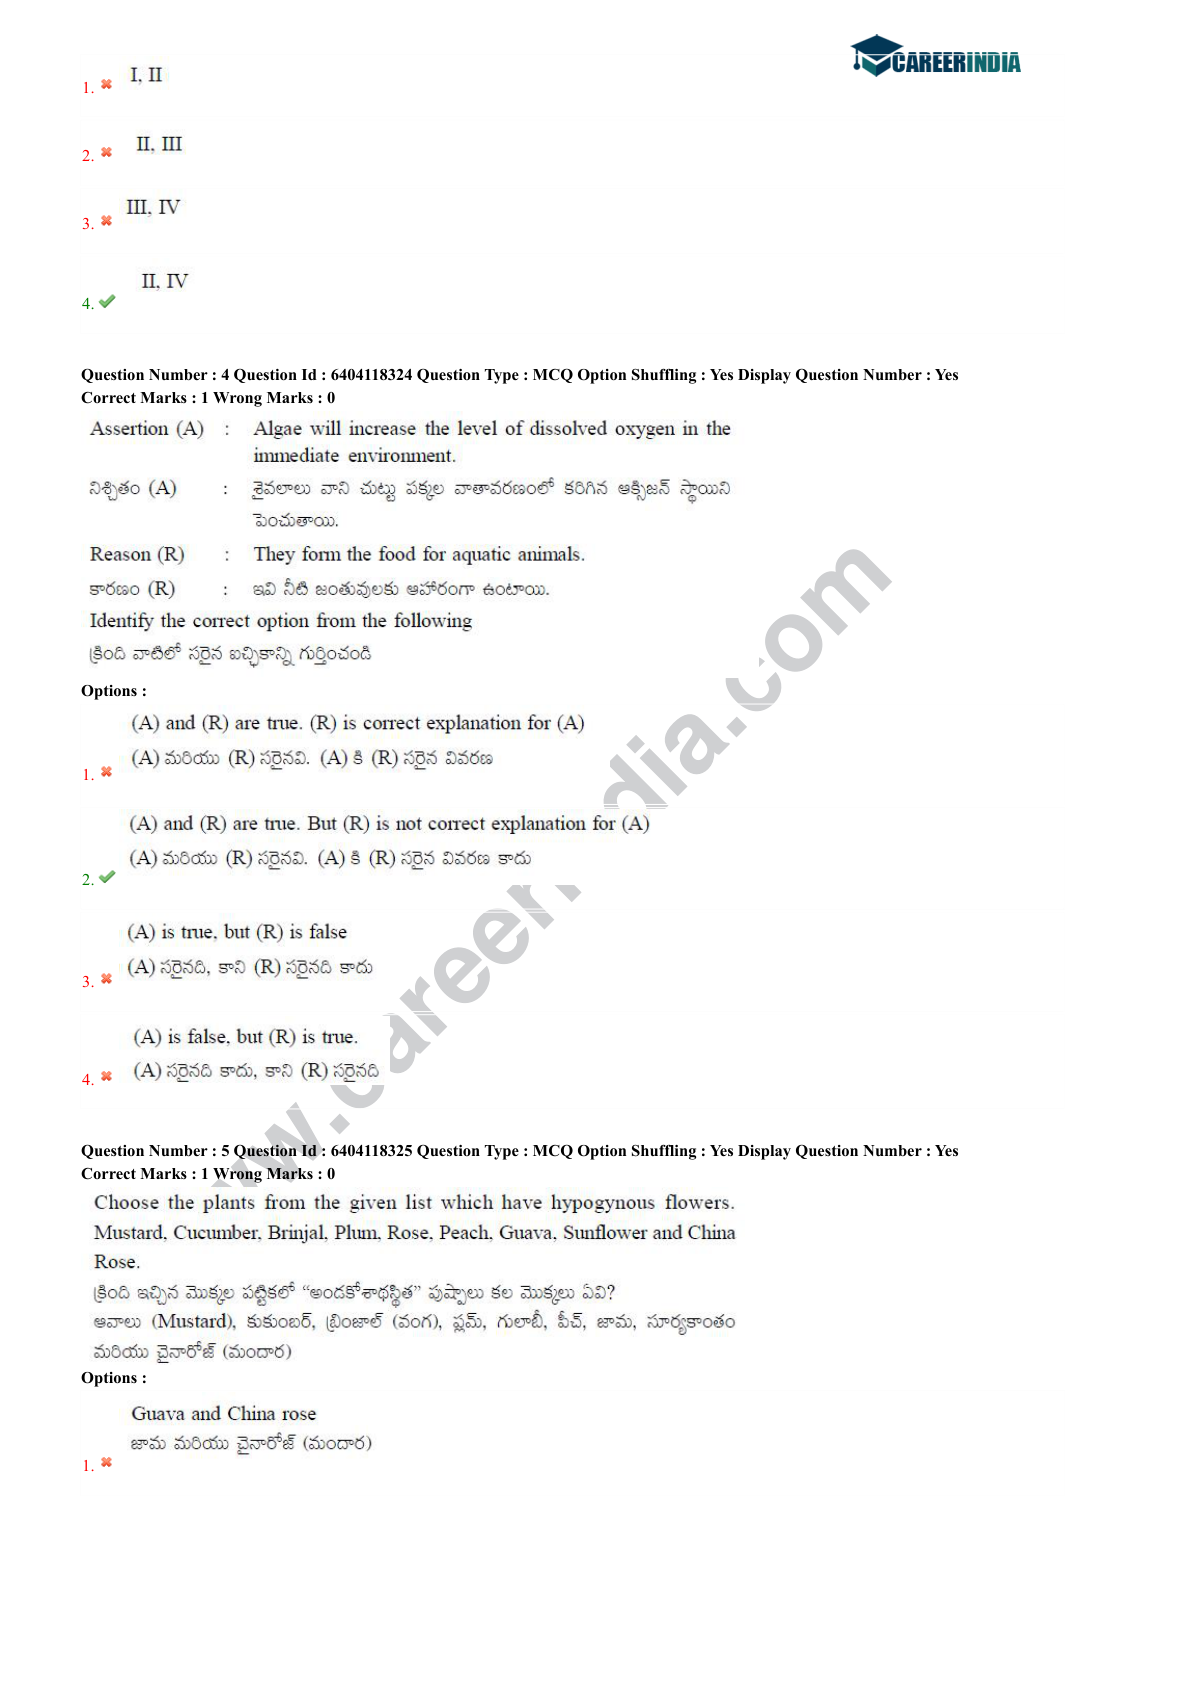 CAREERINDIA
I, II
1.
II, III
2.
III, IV
3.
II, IV
4.
Question Number : 4 Question Id : 6404118324 Question Type : MCQ Option Shuffling : Yes Display Question Number : Yes
Correct Marks : 1 Wrong Marks : 0
Assertion (A) : Algae will increase the level of dissolved oxygen in the
immediate environment.
నిశ్చితం (A) : శైవలాలు వాని చుట్టు పక్కల వాతావరణంలో కరిగిన ఆక్సిజన్ స్థాయిని
పెంచుతాయి.
Reason (R) : They form the food for aquatic animals.
కారణం (R) : ఇవి నీటి జంతువులకు ఆహారంగా ఉంటాయి.
Identify the correct option from the following
క్రింది వాటిలో సరైన ఐచ్ఛికాన్ని గుర్తించండి
Options :
(A) and (R) are true. (R) is correct explanation for (A)
(A) మరియు (R) సరైనవి. (A) కి (R) సరైన వివరణ
1.
(A) and (R) are true. But (R) is not correct explanation for (A)
(A) మరియు (R) సరైనవి. (A) కి (R) సరైన వివరణ కాదు
2.
(A) is true, but (R) is false
(A) సరైనది, కాని (R) సరైనది కాదు
3.
(A) is false, but (R) is true.
(A) సరైనది కాదు, కాని (R) సరైనది
4.
Question Number : 5 Question Id : 6404118325 Question Type : MCQ Option Shuffling : Yes Display Question Number : Yes
Correct Marks : 1 Wrong Marks : 0
Choose the plants from the given list which have hypogynous flowers.
Mustard, Cucumber, Brinjal, Plum, Rose, Peach, Guava, Sunflower and China
Rose.
క్రింది ఇచ్చిన మొక్కల పట్టికలో “అండకోశాధస్థిత” పుష్పాలు కల మొక్కలు ఏవి?
ఆవాలు (Mustard), కుకుంబర్, బ్రింజాల్ (వంగ), ప్లమ్, గులాబీ, పీచ్, జామ, సూర్యకాంతం
మరియు చైనారోజ్ (మందార)
Options :
Guava and China rose
జామ మరియు చైనారోజ్ (మందార)
1.